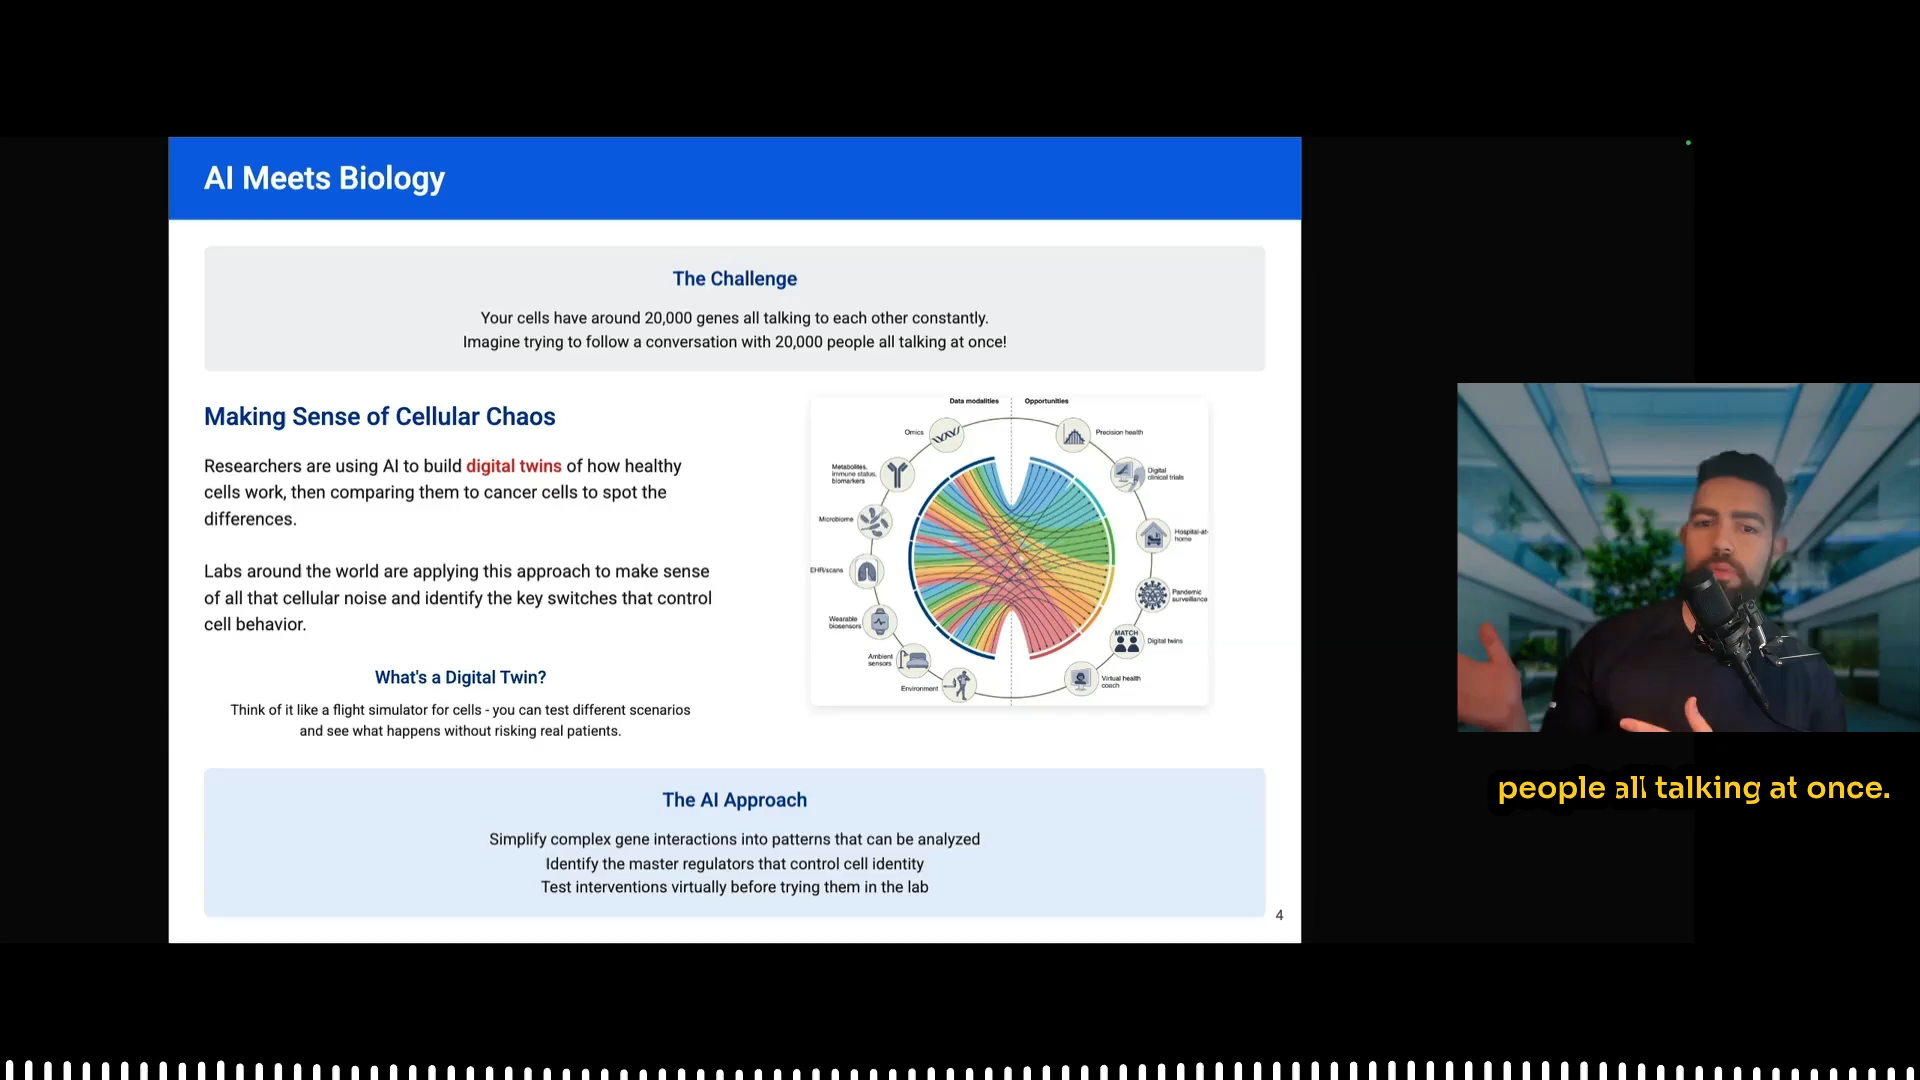 AI Meets Biology
The Challenge
Your cells have around 20,000 genes all talking to each other constantly.
Imagine trying to follow a conversation with 20,000 people all talking at once!
Making Sense of Cellular Chaos
Researchers are using AI to build digital twins of how healthy
cells work, then comparing them to cancer cells to spot the
differences.
Labs around the world are applying this approach to make sense
of all that cellular noise and identify the key switches that control
cell behavior.
What's a Digital Twin?
Think of it like a flight simulator for cells - you can test different scenarios
and see what happens without risking real patients.
Data modalities
Opportunities
Omics
Metabolites,
immune status,
biomarkers
Microbiome
EHR/scans
Wearable
biosensors
Ambient
sensors
Environment
Precision health
Digital
clinical trials
Hospital-at-
home
Pandemic
surveillance
MATCH
Digital twins
Virtual health
coach
The AI Approach
Simplify complex gene interactions into patterns that can be analyzed
Identify the master regulators that control cell identity
Test interventions virtually before trying them in the lab
4
people all talking at once.